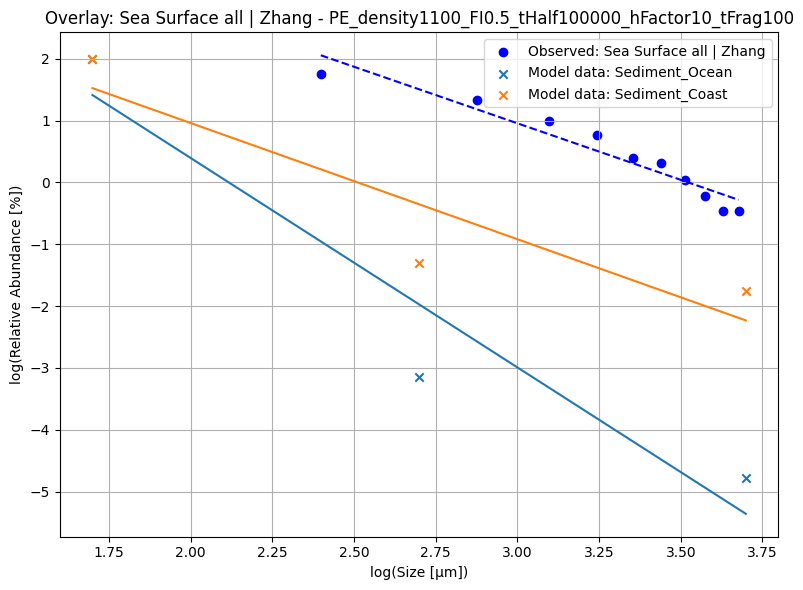 Overlay: Sea Surface all | Zhang - PE_density1100_FI0.5_tHalf100000_hFactor10_tFrag100
Observed: Sea Surface all | Zhang
Model data: Sediment_Ocean
Model data: Sediment_Coast
log(Relative Abundance [%])
2
1
0
−1
−2
−3
−4
−5
1.75
2.00
2.25
2.50
2.75
3.00
3.25
3.50
3.75
log(Size [μm])